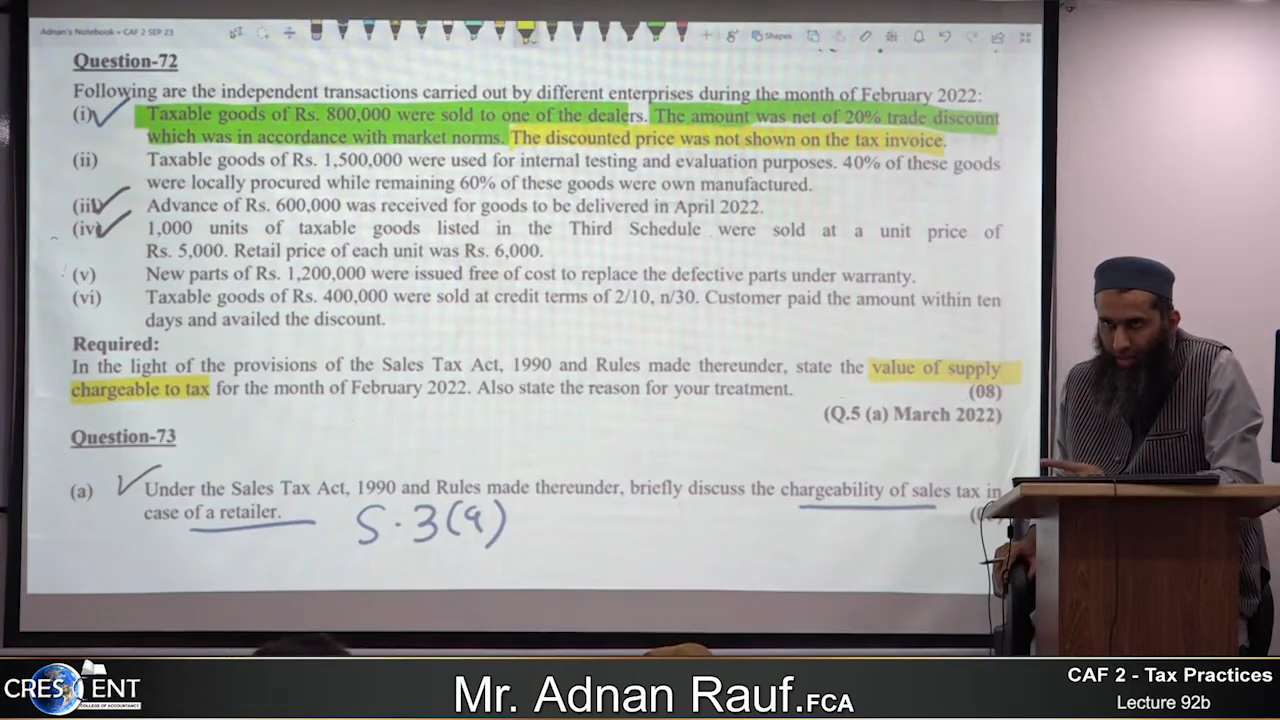 Adnan's Notebook - CAF 2 SEP 23
Shapes
Question-72
Following are the independent transactions carried out by different enterprises during the month of February 2022:
(i) Taxable goods of Rs. 800,000 were sold to one of the dealers. The amount was net of 20% trade discount
which was in accordance with market norms. The discounted price was not shown on the tax invoice.
(ii) Taxable goods of Rs. 1,500,000 were used for internal testing and evaluation purposes. 40% of these goods
were locally procured while remaining 60% of these goods were own manufactured.
(iii) Advance of Rs. 600,000 was received for goods to be delivered in April 2022.
(iv) 1,000 units of taxable goods listed in the Third Schedule were sold at a unit price of
Rs. 5,000. Retail price of each unit was Rs. 6,000.
(v) New parts of Rs. 1,200,000 were issued free of cost to replace the defective parts under warranty.
(vi) Taxable goods of Rs. 400,000 were sold at credit terms of 2/10, n/30. Customer paid the amount within ten
days and availed the discount.
Required:
In the light of the provisions of the Sales Tax Act, 1990 and Rules made thereunder, state the value of supply
chargeable to tax for the month of February 2022. Also state the reason for your treatment. (08)
(Q.5 (a) March 2022)
Question-73
(a) Under the Sales Tax Act, 1990 and Rules made thereunder, briefly discuss the chargeability of sales tax in
case of a retailer.
S.3(9)
CRESCENT
COLLEGE OF ACCOUNTANCY
Mr. Adnan Rauf.FCA
CAF 2 - Tax Practices
Lecture 92b